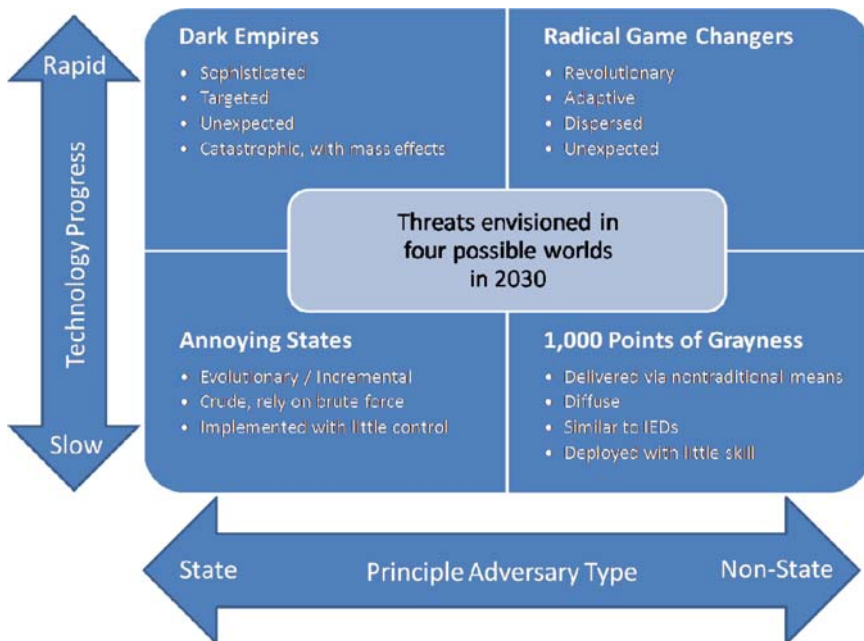 Rapid
Technology Progress
Slow
Dark Empires
• Sophisticated
• Targeted
• Unexpected
• Catastrophic, with mass effects
Radical Game Changers
• Revolutionary
• Adaptive
• Dispersed
• Unexpected
Threats envisioned in
four possible worlds
in 2030
Annoying States
• Evolutionary / Incremental
• Crude, rely on brute force
• Implemented with little control
1,000 Points of Grayness
• Delivered via nontraditional means
• Diffuse
• Similar to IEDs
• Deployed with little skill
State
Principle Adversary Type
Non-State